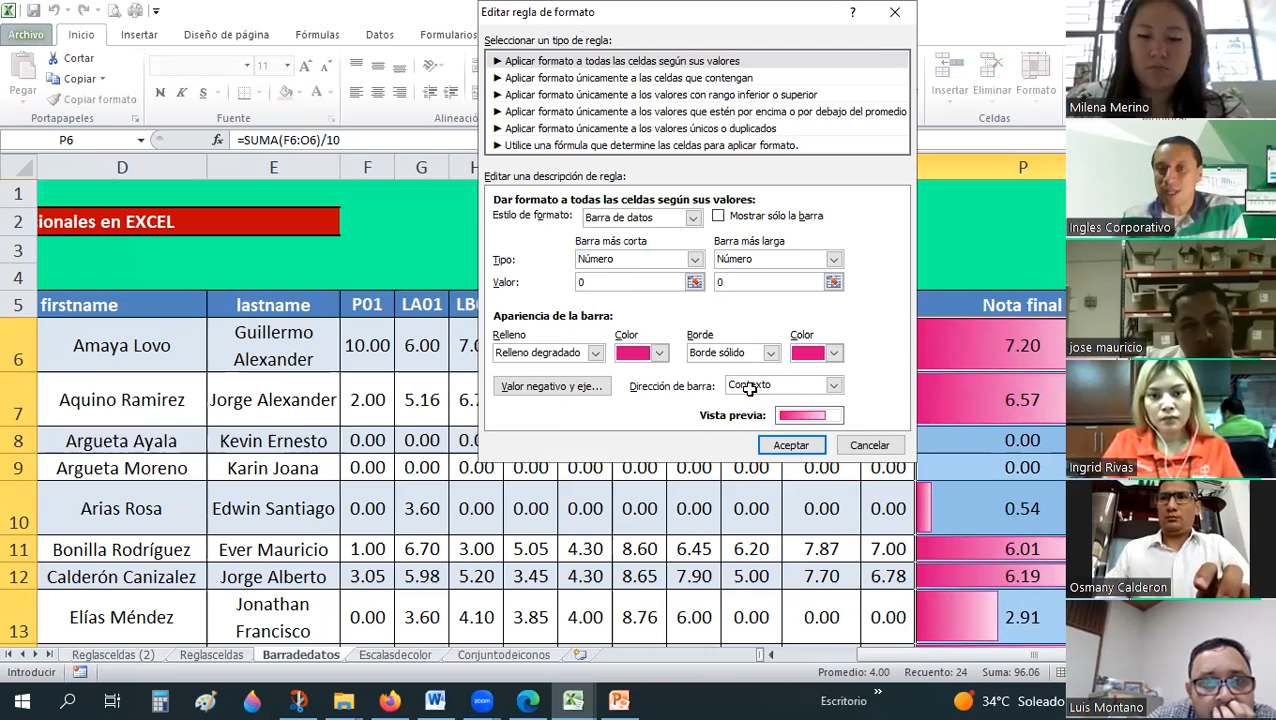 Editar regla de formato
?
Archivo
Inicio
Insertar
Diseño de página
Fórmulas
Datos
Formularios
Pegar
Cortar
Copiar
Copiar formato
11
N
K
S
Portapapeles
Fuente
Alineació
Insertar
Eliminar
Formato
Celdas
P6
=SUMA(F6:O6)/10
Seleccionar un tipo de regla:
formato a todas las celdas según sus valores
Aplicar formato únicamente a las celdas que contengan
Aplicar formato únicamente a los valores con rango inferior o superior
Aplicar formato únicamente a los valores que estén por encima o por debajo del promedio
Aplicar formato únicamente a los valores únicos o duplicados
Utilice una fórmula que determine las celdas para aplicar formato.
Editar una descripción de regla:
Dar formato a todas las celdas según sus valores:
Estilo de formato: Barra de datos Mostrar sólo la barra
Barra más corta Barra más larga
Tipo: Número Número
Valor: 0 0
Apariencia de la barra:
Relleno Color Borde Color
Relleno degradado Borde sólido
Valor negativo y eje... Dirección de barra: Contexto
Vista previa:
Aceptar Cancelar
D E F G H P
1
2 cionales en EXCEL
3
4
5 firstname lastname P01 LA01 LB0 Nota final
6 Amaya Lovo Guillermo Alexander 10.00 6.00 7.0 7.20
7 Aquino Ramirez Jorge Alexander 2.00 5.16 6.57
8 Argueta Ayala Kevin Ernesto 0.00 0.00 0.00
9 Argueta Moreno Karin Joana 0.00 0.00 0.00 0.00 0.00 0.00 0.00 0.00 0.00 0.00 0.00
10 Arias Rosa Edwin Santiago 0.00 3.60 0.00 0.00 0.00 0.00 0.00 0.00 0.00 0.00 0.54
11 Bonilla Rodríguez Ever Mauricio 1.00 6.70 3.00 5.05 4.30 8.60 6.45 6.20 7.87 7.00 6.01
12 Calderón Canizalez Jorge Alberto 3.05 5.98 5.20 3.45 4.30 8.65 7.90 5.00 7.70 6.78 6.19
13 Elías Méndez Jonathan Francisco 0.00 3.60 4.10 3.85 4.00 8.76 6.00 0.00 0.00 0.00 2.91
Reglasceldas (2)
Reglasceldas
Barradedatos
Escalasdecolor
Conjuntodeiconos
Introducir
Promedio: 4.00
Recuento: 24
Suma: 96.06
zoom
Escritorio
»
34°C Soleado
Milena Merino
Ingles Corporativo
jose mauricio
Ingrid Rivas
Osmany Calderon
Luis Montano